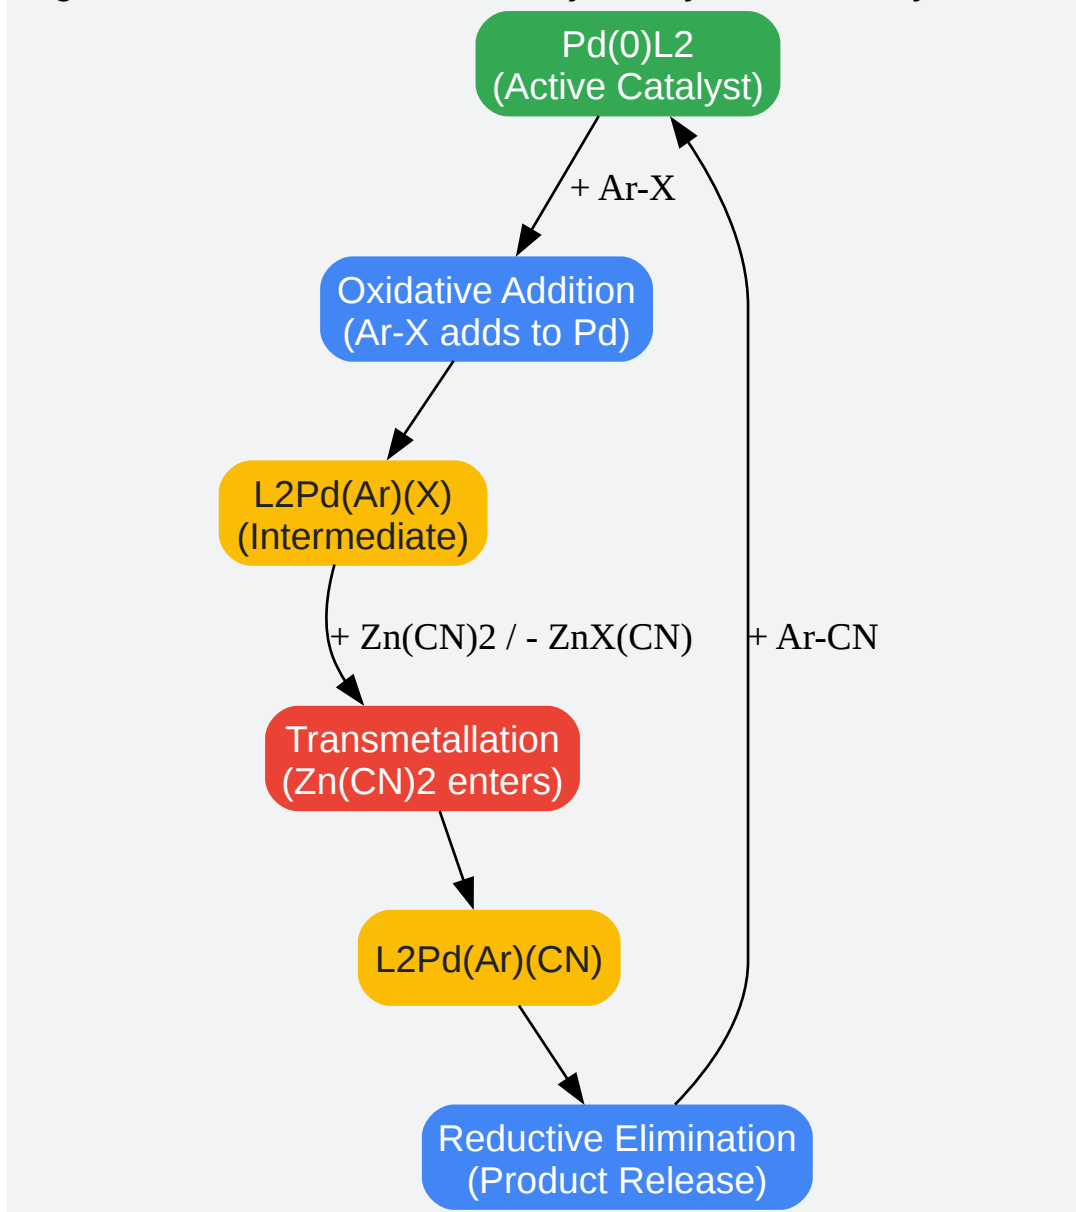 Pd(0)L2
(Active Catalyst)
+ Ar-X
Oxidative Addition
(Ar-X adds to Pd)
L2Pd(Ar)(X)
(Intermediate)
+ Zn(CN)2 / - ZnX(CN)
+ Ar-CN
Transmetallation
(Zn(CN)2 enters)
L2Pd(Ar)(CN)
Reductive Elimination
(Product Release)